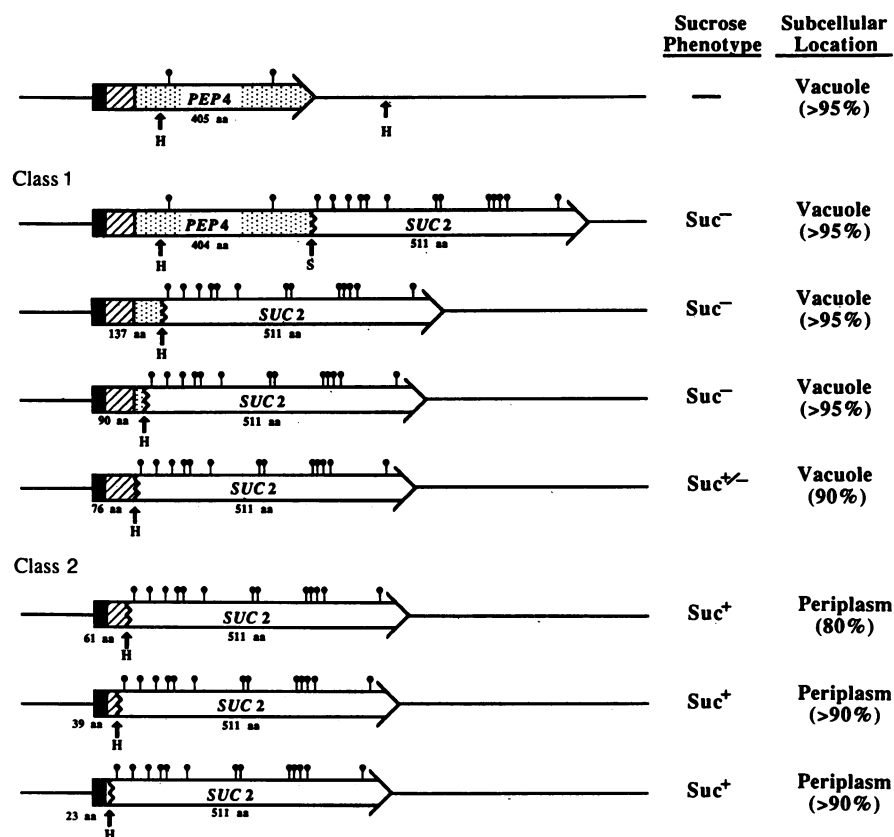 Sucrose Phenotype
Subcellular Location
PEP4
405 aa
H
H
—
Vacuole (>95%)
Class 1
PEP4
404 aa
SUC2
511 aa
H
S
Suc⁻
Vacuole (>95%)
137 aa
SUC2
511 aa
H
Suc⁻
Vacuole (>95%)
90 aa
SUC2
511 aa
H
Suc⁻
Vacuole (>95%)
76 aa
SUC2
511 aa
H
Suc⁺/⁻
Vacuole (90%)
Class 2
61 aa
SUC2
511 aa
H
Suc⁺
Periplasm (80%)
39 aa
SUC2
511 aa
H
Suc⁺
Periplasm (>90%)
23 aa
SUC2
511 aa
H
Suc⁺
Periplasm (>90%)